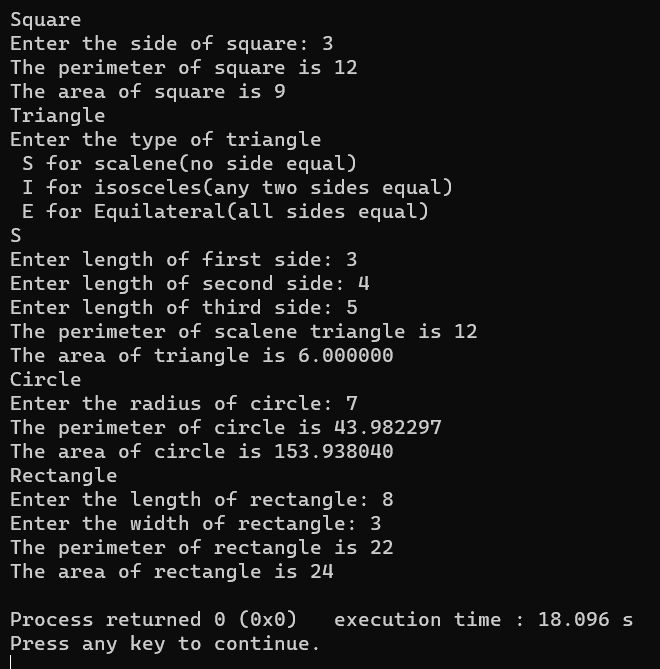 Square
Enter the side of square: 3
The perimeter of square is 12
The area of square is 9
Triangle
Enter the type of triangle
 S for scalene(no side equal)
 I for isosceles(any two sides equal)
 E for Equilateral(all sides equal)
S
Enter length of first side: 3
Enter length of second side: 4
Enter length of third side: 5
The perimeter of scalene triangle is 12
The area of triangle is 6.000000
Circle
Enter the radius of circle: 7
The perimeter of circle is 43.982297
The area of circle is 153.938040
Rectangle
Enter the length of rectangle: 8
Enter the width of rectangle: 3
The perimeter of rectangle is 22
The area of rectangle is 24

Process returned 0 (0x0)   execution time : 18.096 s
Press any key to continue.